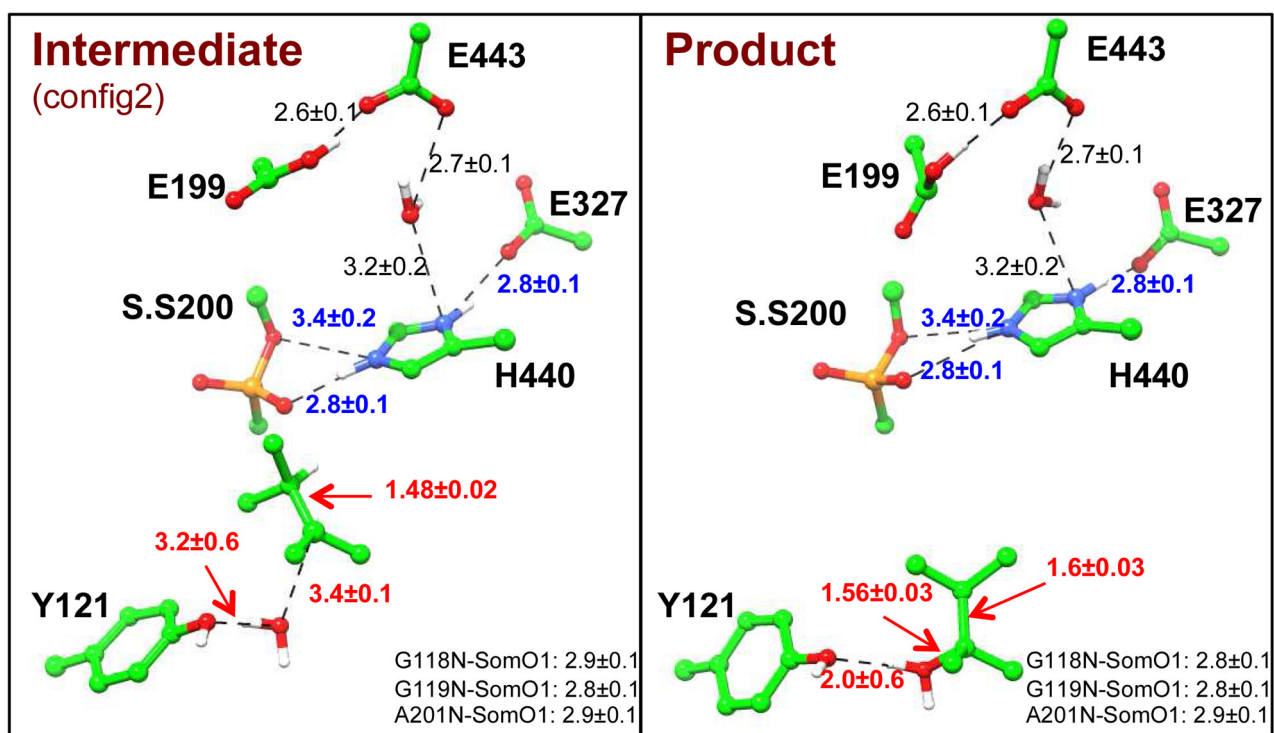 Intermediate
(config2)
E443
2.6±0.1
2.7±0.1
E199
E327
3.2±0.2
2.8±0.1
S.S200
3.4±0.2
H440
2.8±0.1
1.48±0.02
3.2±0.6
3.4±0.1
Y121
G118N-SomO1: 2.9±0.1
G119N-SomO1: 2.8±0.1
A201N-SomO1: 2.9±0.1
Product
E443
2.6±0.1
2.7±0.1
E199
E327
3.2±0.2
2.8±0.1
S.S200
3.4±0.2
2.8±0.1
H440
1.6±0.03
1.56±0.03
Y121
2.0±0.6
G118N-SomO1: 2.8±0.1
G119N-SomO1: 2.8±0.1
A201N-SomO1: 2.9±0.1